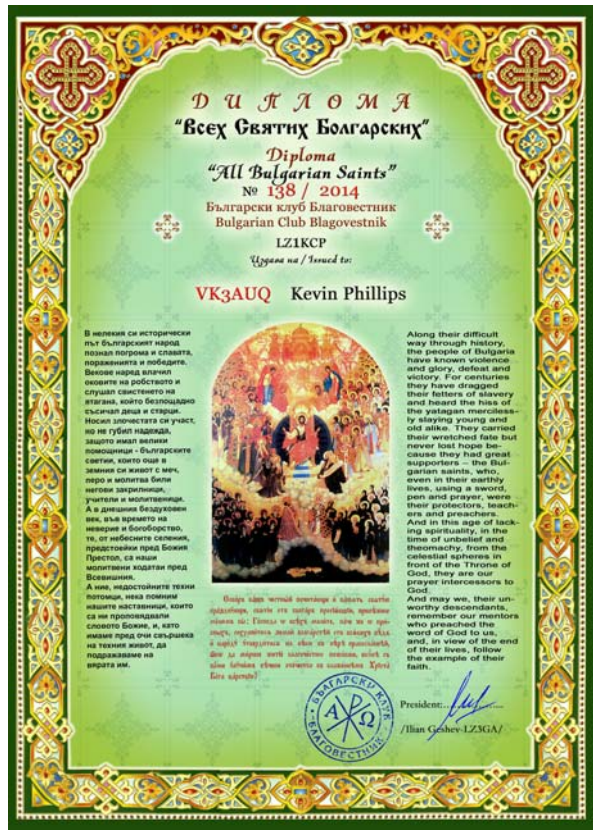 ДИПЛОМА
"Всех Святих Болгарских"
Diploma
"All Bulgarian Saints"
№ 138 / 2014
Български клуб Благовестник
Bulgarian Club Blagovestnik
LZ1KCP
Издава на / Issued to:
VK3AUQ Kevin Phillips
В нелекия си исторически
път българският народ
познал погрома и славата,
пораженията и победите.
Векове наред влачил
оковите на робството и
слушал свистенето на
ятагана, който безпощадно
съсичал деца и старци.
Носил злочестата си участ,
но не губил надежда,
защото имал велики
помощници - българските
светии, които още в
земния си живот с меч,
перо и молитва били
негови закрилници,
учители и молитвеници.
А в днешния бездуховен
век, във времето на
неверие и богоборство,
те, от небесните селения,
предстоейки пред Божия
Престол, са наши
молитвени ходатаи пред
Всевишния.
А ние, недостойните техни
потомци, нека помним
нашите наставници, които
са ни проповядвали
словото Божие, и, като
имаме пред очи свършека
на техния живот, да
подражаваме на
вярата им.
Along their difficult
way through history,
the people of Bulgaria
have known violence
and glory, defeat and
victory. For centuries
they have dragged
their fetters of slavery
and heard the hiss of
the yatagan merciless-
ly slaying young and
old alike. They carried
their wretched fate but
never lost hope be-
cause they had great
supporters – the Bul-
garian saints, who,
even in their earthly
lives, using a sword,
pen and prayer, were
their protectors, teach-
ers and preachers.
And in this age of lack-
ing spirituality, in the
time of unbelief and
theomachy, from the
celestial spheres in
front of the Throne of
God, they are our
prayer intercessors to
God.
And may we, their un-
worthy descendants,
remember our mentors
who preached the
word of God to us,
and, in view of the end
of their lives, follow
the example of their
faith.
БЪЛГАРСКИ КЛУБ
Α Ω
БЛАГОВЕСТНИК
President:
/Ilian Geshev-LZ3GA/